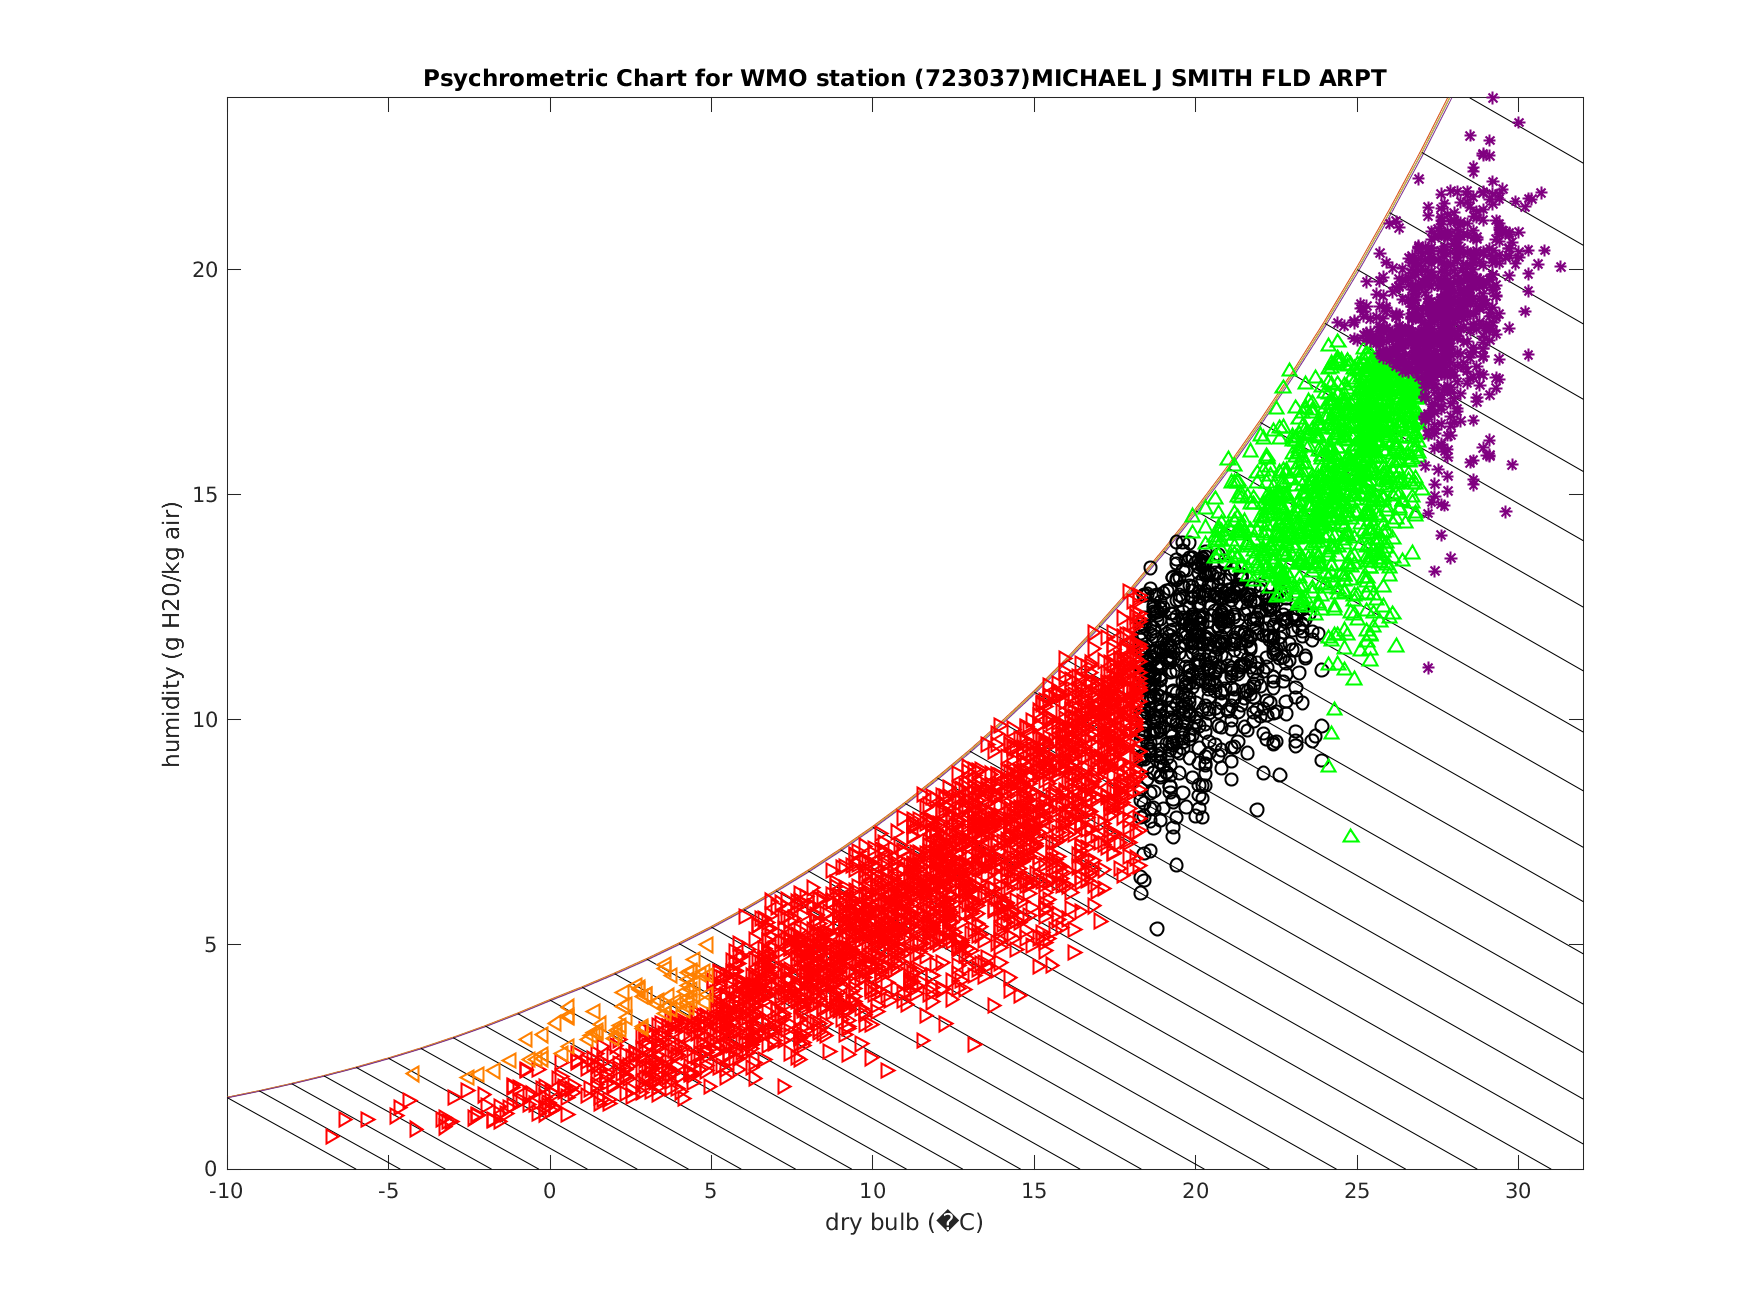 Psychrometric Chart for WMO station (723037)MICHAEL J SMITH FLD ARPT
20
15
10
5
0
humidity (g H20/kg air)
-10 -5 0 5 10 15 20 25 30
dry bulb (�C)